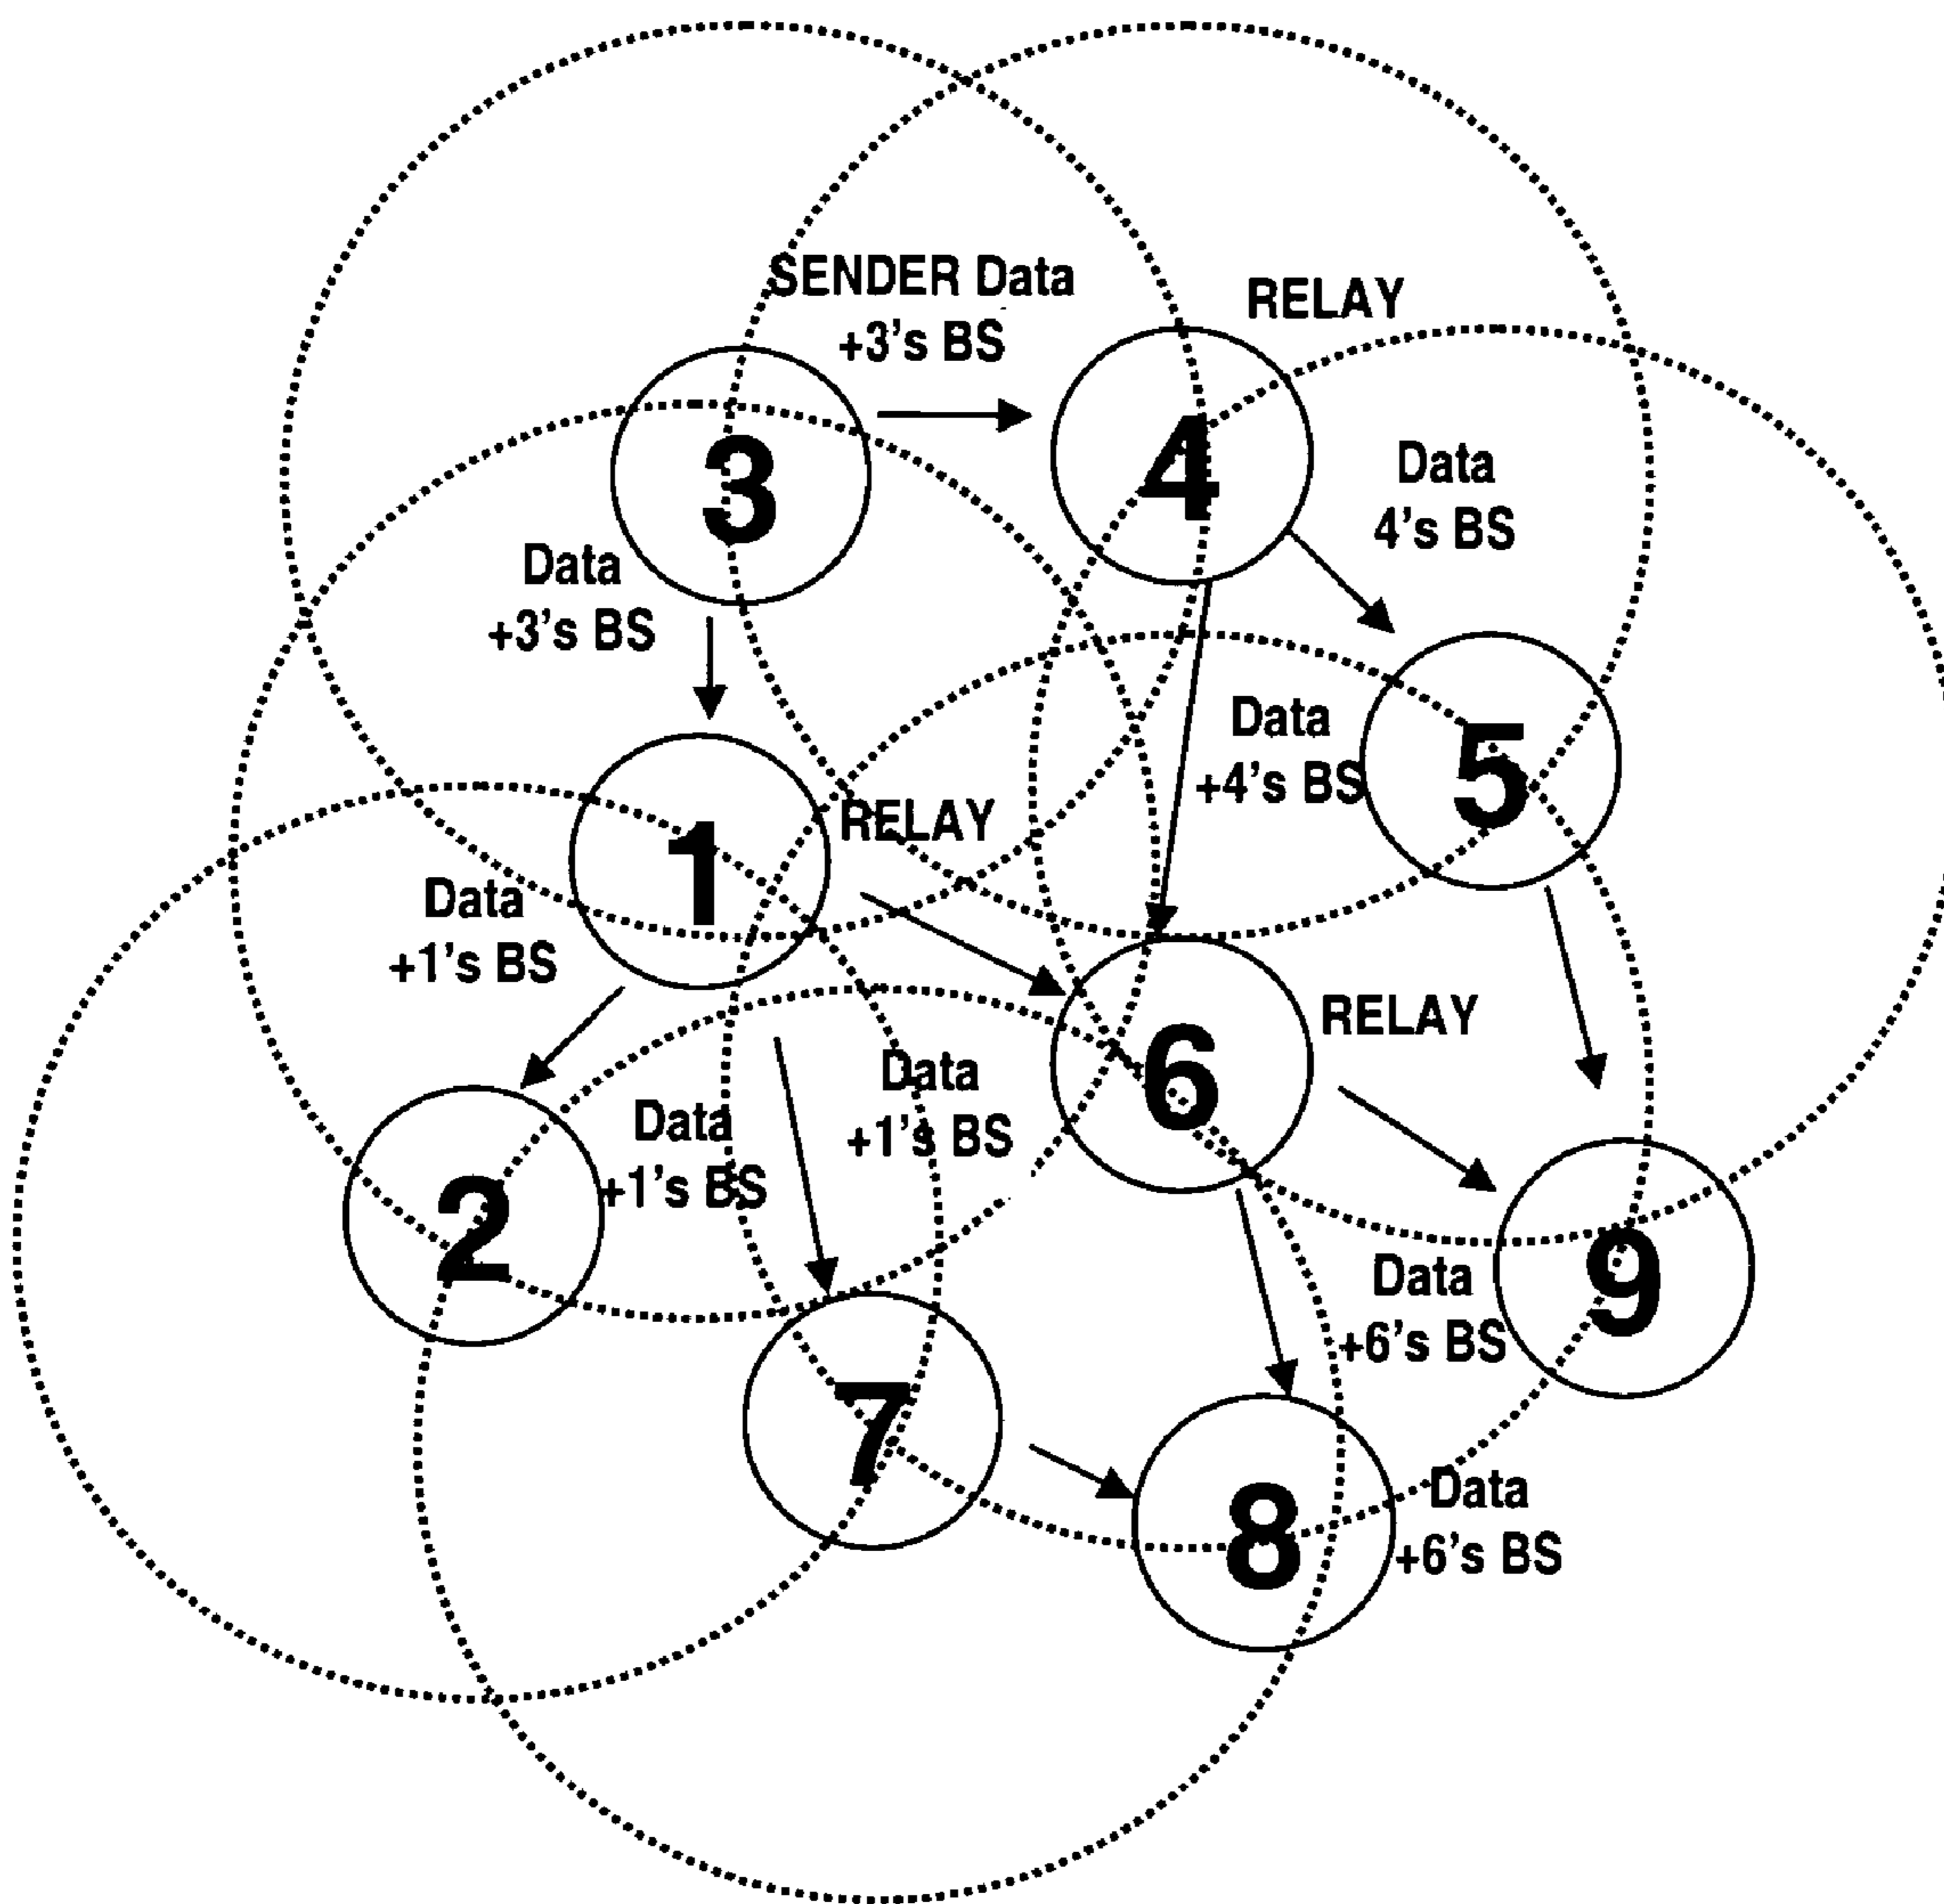 SENDER Data
+3's BS
RELAY
3
4
Data
4's BS
Data
+3's BS
Data
+4's BS
5
1
RELAY
Data
+1's BS
6
RELAY
Data
+1's BS
Data
+1's BS
2
9
Data
+6's BS
7
8
Data
+6's BS